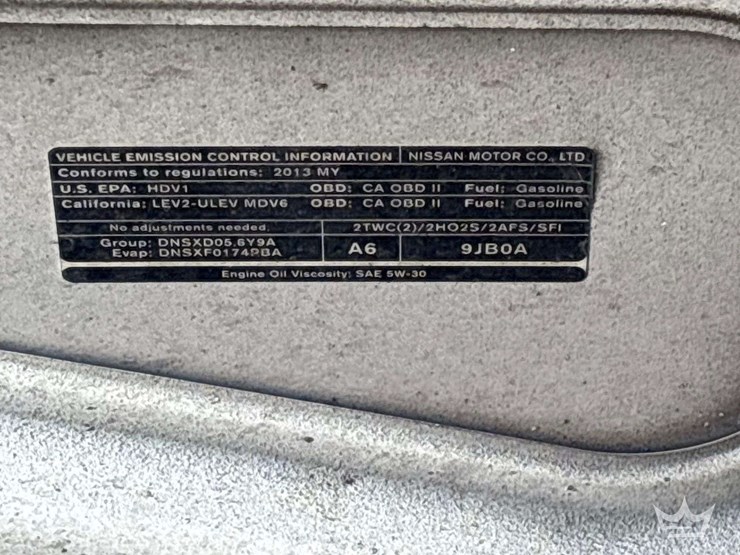 VEHICLE EMISSION CONTROL INFORMATION NISSAN MOTOR CO., LTD
Conforms to regulations: 2013 MY
U.S. EPA: HDV1 OBD: CA OBD II Fuel: Gasoline
California: LEV2-ULEV MDV6 OBD: CA OBD II Fuel: Gasoline
No adjustments needed. 2TWC(2)/2HO2S/2AFS/SFI
Group: DNSXD05.6Y9A
Evap: DNSXF0174PBA
A6 9JB0A
Engine Oil Viscosity: SAE 5W-30